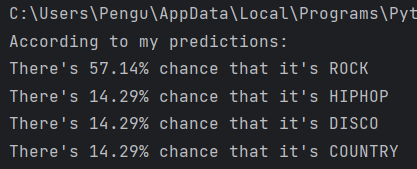 C:\Users\Pengu\AppData\Local\Programs\Pyt
According to my predictions:
There's 57.14% chance that it's ROCK
There's 14.29% chance that it's HIPHOP
There's 14.29% chance that it's DISCO
There's 14.29% chance that it's COUNTRY